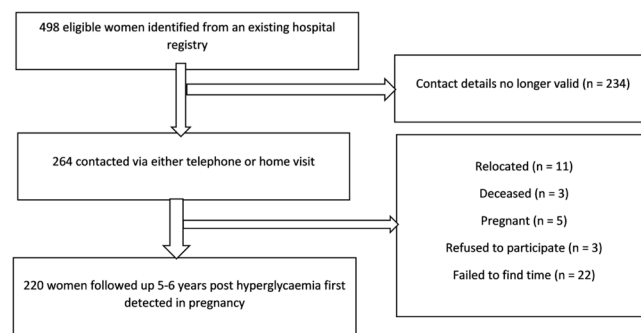 498 eligible women identified from an existing hospital
registry
Contact details no longer valid (n = 234)
264 contacted via either telephone or home visit
Relocated (n = 11)
Deceased (n = 3)
Pregnant (n = 5)
Refused to participate (n = 3)
Failed to find time (n = 22)
220 women followed up 5-6 years post hyperglycaemia first
detected in pregnancy